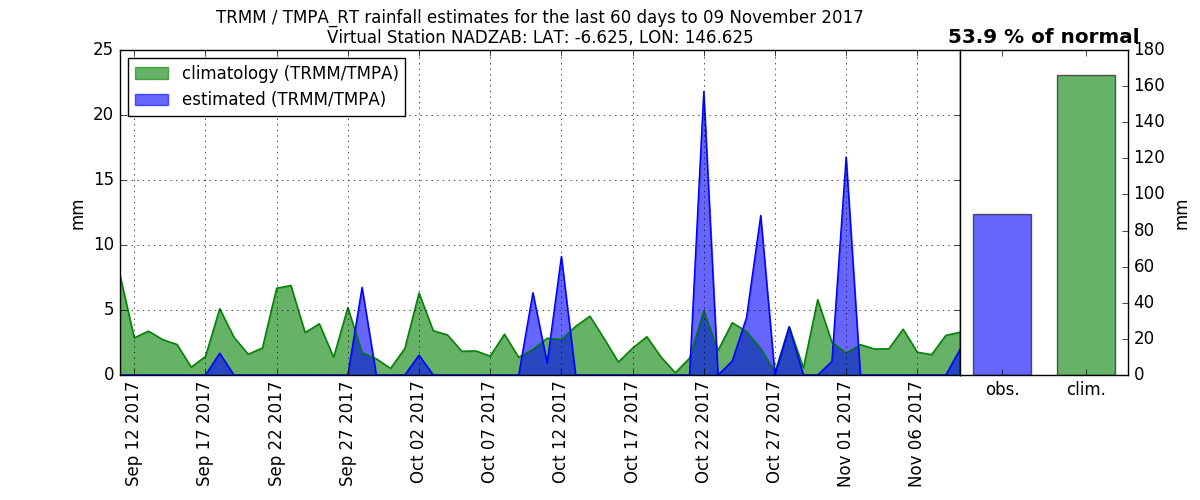 TRMM / TMPA_RT rainfall estimates for the last 60 days to 09 November 2017
Virtual Station NADZAB: LAT: -6.625, LON: 146.625
53.9 % of normal
climatology (TRMM/TMPA)
estimated (TRMM/TMPA)
25
20
15
10
5
0
mm
Sep 12 2017
Sep 17 2017
Sep 22 2017
Sep 27 2017
Oct 02 2017
Oct 07 2017
Oct 12 2017
Oct 17 2017
Oct 22 2017
Oct 27 2017
Nov 01 2017
Nov 06 2017
obs.
clim.
180
160
140
120
100
80
60
40
20
0
mm